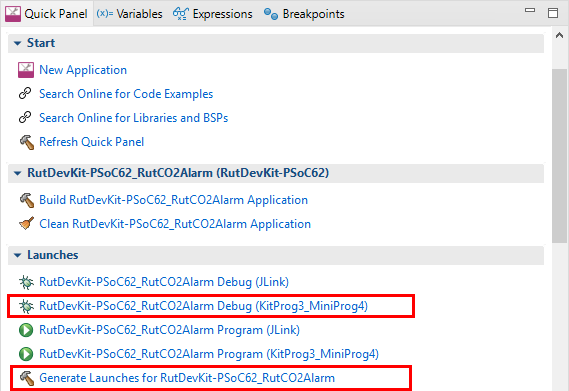 Quick Panel (x)= Variables Expressions Breakpoints
Start
New Application
Search Online for Code Examples
Search Online for Libraries and BSPs
Refresh Quick Panel
RutDevKit-PSoC62_RutCO2Alarm (RutDevKit-PSoC62)
Build RutDevKit-PSoC62_RutCO2Alarm Application
Clean RutDevKit-PSoC62_RutCO2Alarm Application
Launches
RutDevKit-PSoC62_RutCO2Alarm Debug (JLink)
RutDevKit-PSoC62_RutCO2Alarm Debug (KitProg3_MiniProg4)
RutDevKit-PSoC62_RutCO2Alarm Program (JLink)
RutDevKit-PSoC62_RutCO2Alarm Program (KitProg3_MiniProg4)
Generate Launches for RutDevKit-PSoC62_RutCO2Alarm